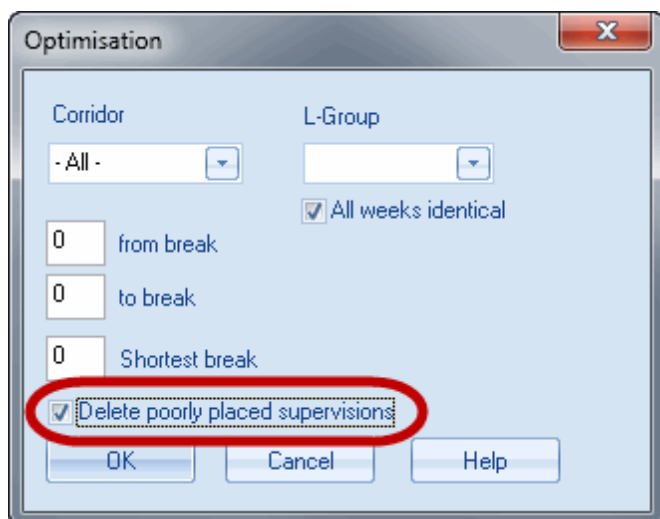 Optimisation
Corridor
L-Group
- All -
All weeks identical
0 from break
0 to break
0 Shortest break
Delete poorly placed supervisions
OK Cancel Help